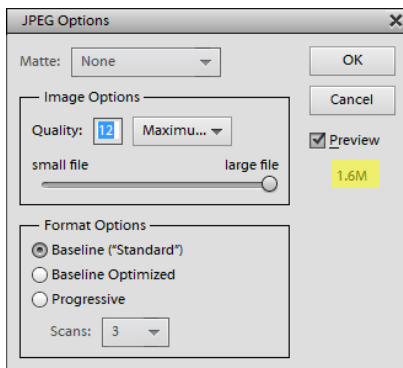 JPEG Options
Matte: None
OK
Cancel
Image Options
Quality: 12 Maximu...
Preview
small file large file
1.6M
Format Options
Baseline ("Standard")
Baseline Optimized
Progressive
Scans: 3